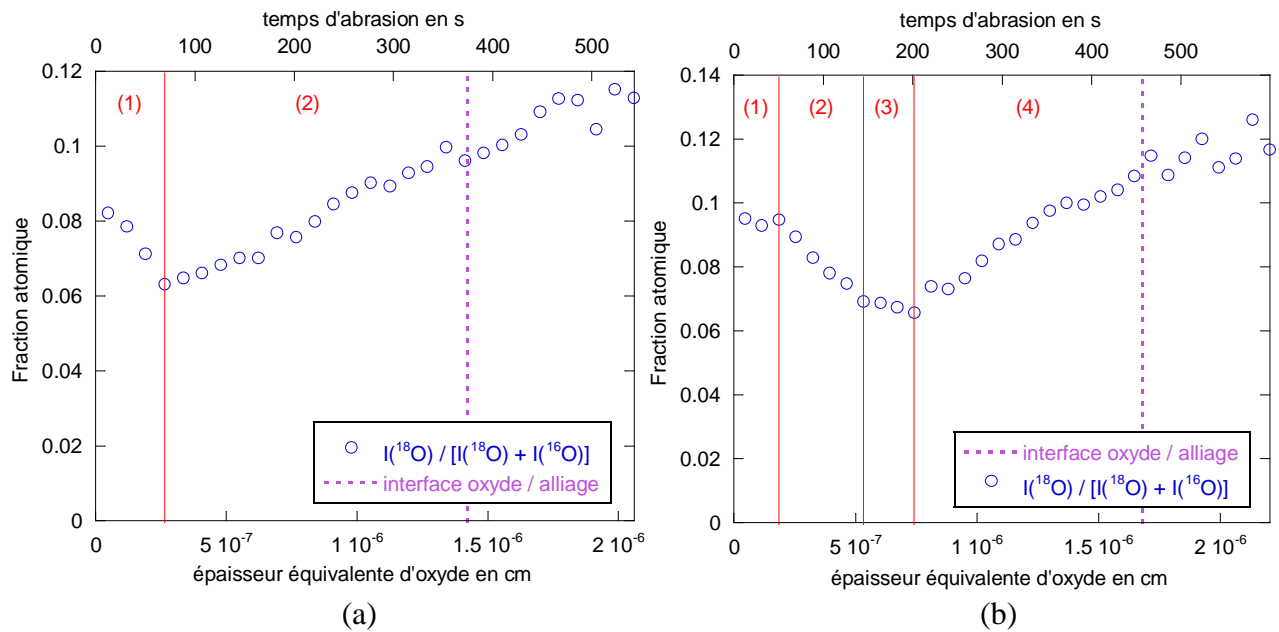 temps d'abrasion en s
0 100 200 300 400 500
0.12
0.1
0.08
0.06
0.04
0.02
0
Fraction atomique
(1) (2)
I(¹⁸O) / [I(¹⁸O) + I(¹⁶O)]
interface oxyde / alliage
0 5 10⁻⁷ 1 10⁻⁶ 1.5 10⁻⁶ 2 10⁻⁶
épaisseur équivalente d'oxyde en cm
(a)
temps d'abrasion en s
0 100 200 300 400 500
0.14
0.12
0.1
0.08
0.06
0.04
0.02
0
Fraction atomique
(1) (2) (3) (4)
interface oxyde / alliage
I(¹⁸O) / [I(¹⁸O) + I(¹⁶O)]
0 5 10⁻⁷ 1 10⁻⁶ 1.5 10⁻⁶ 2 10⁻⁶
épaisseur équivalente d'oxyde en cm
(b)